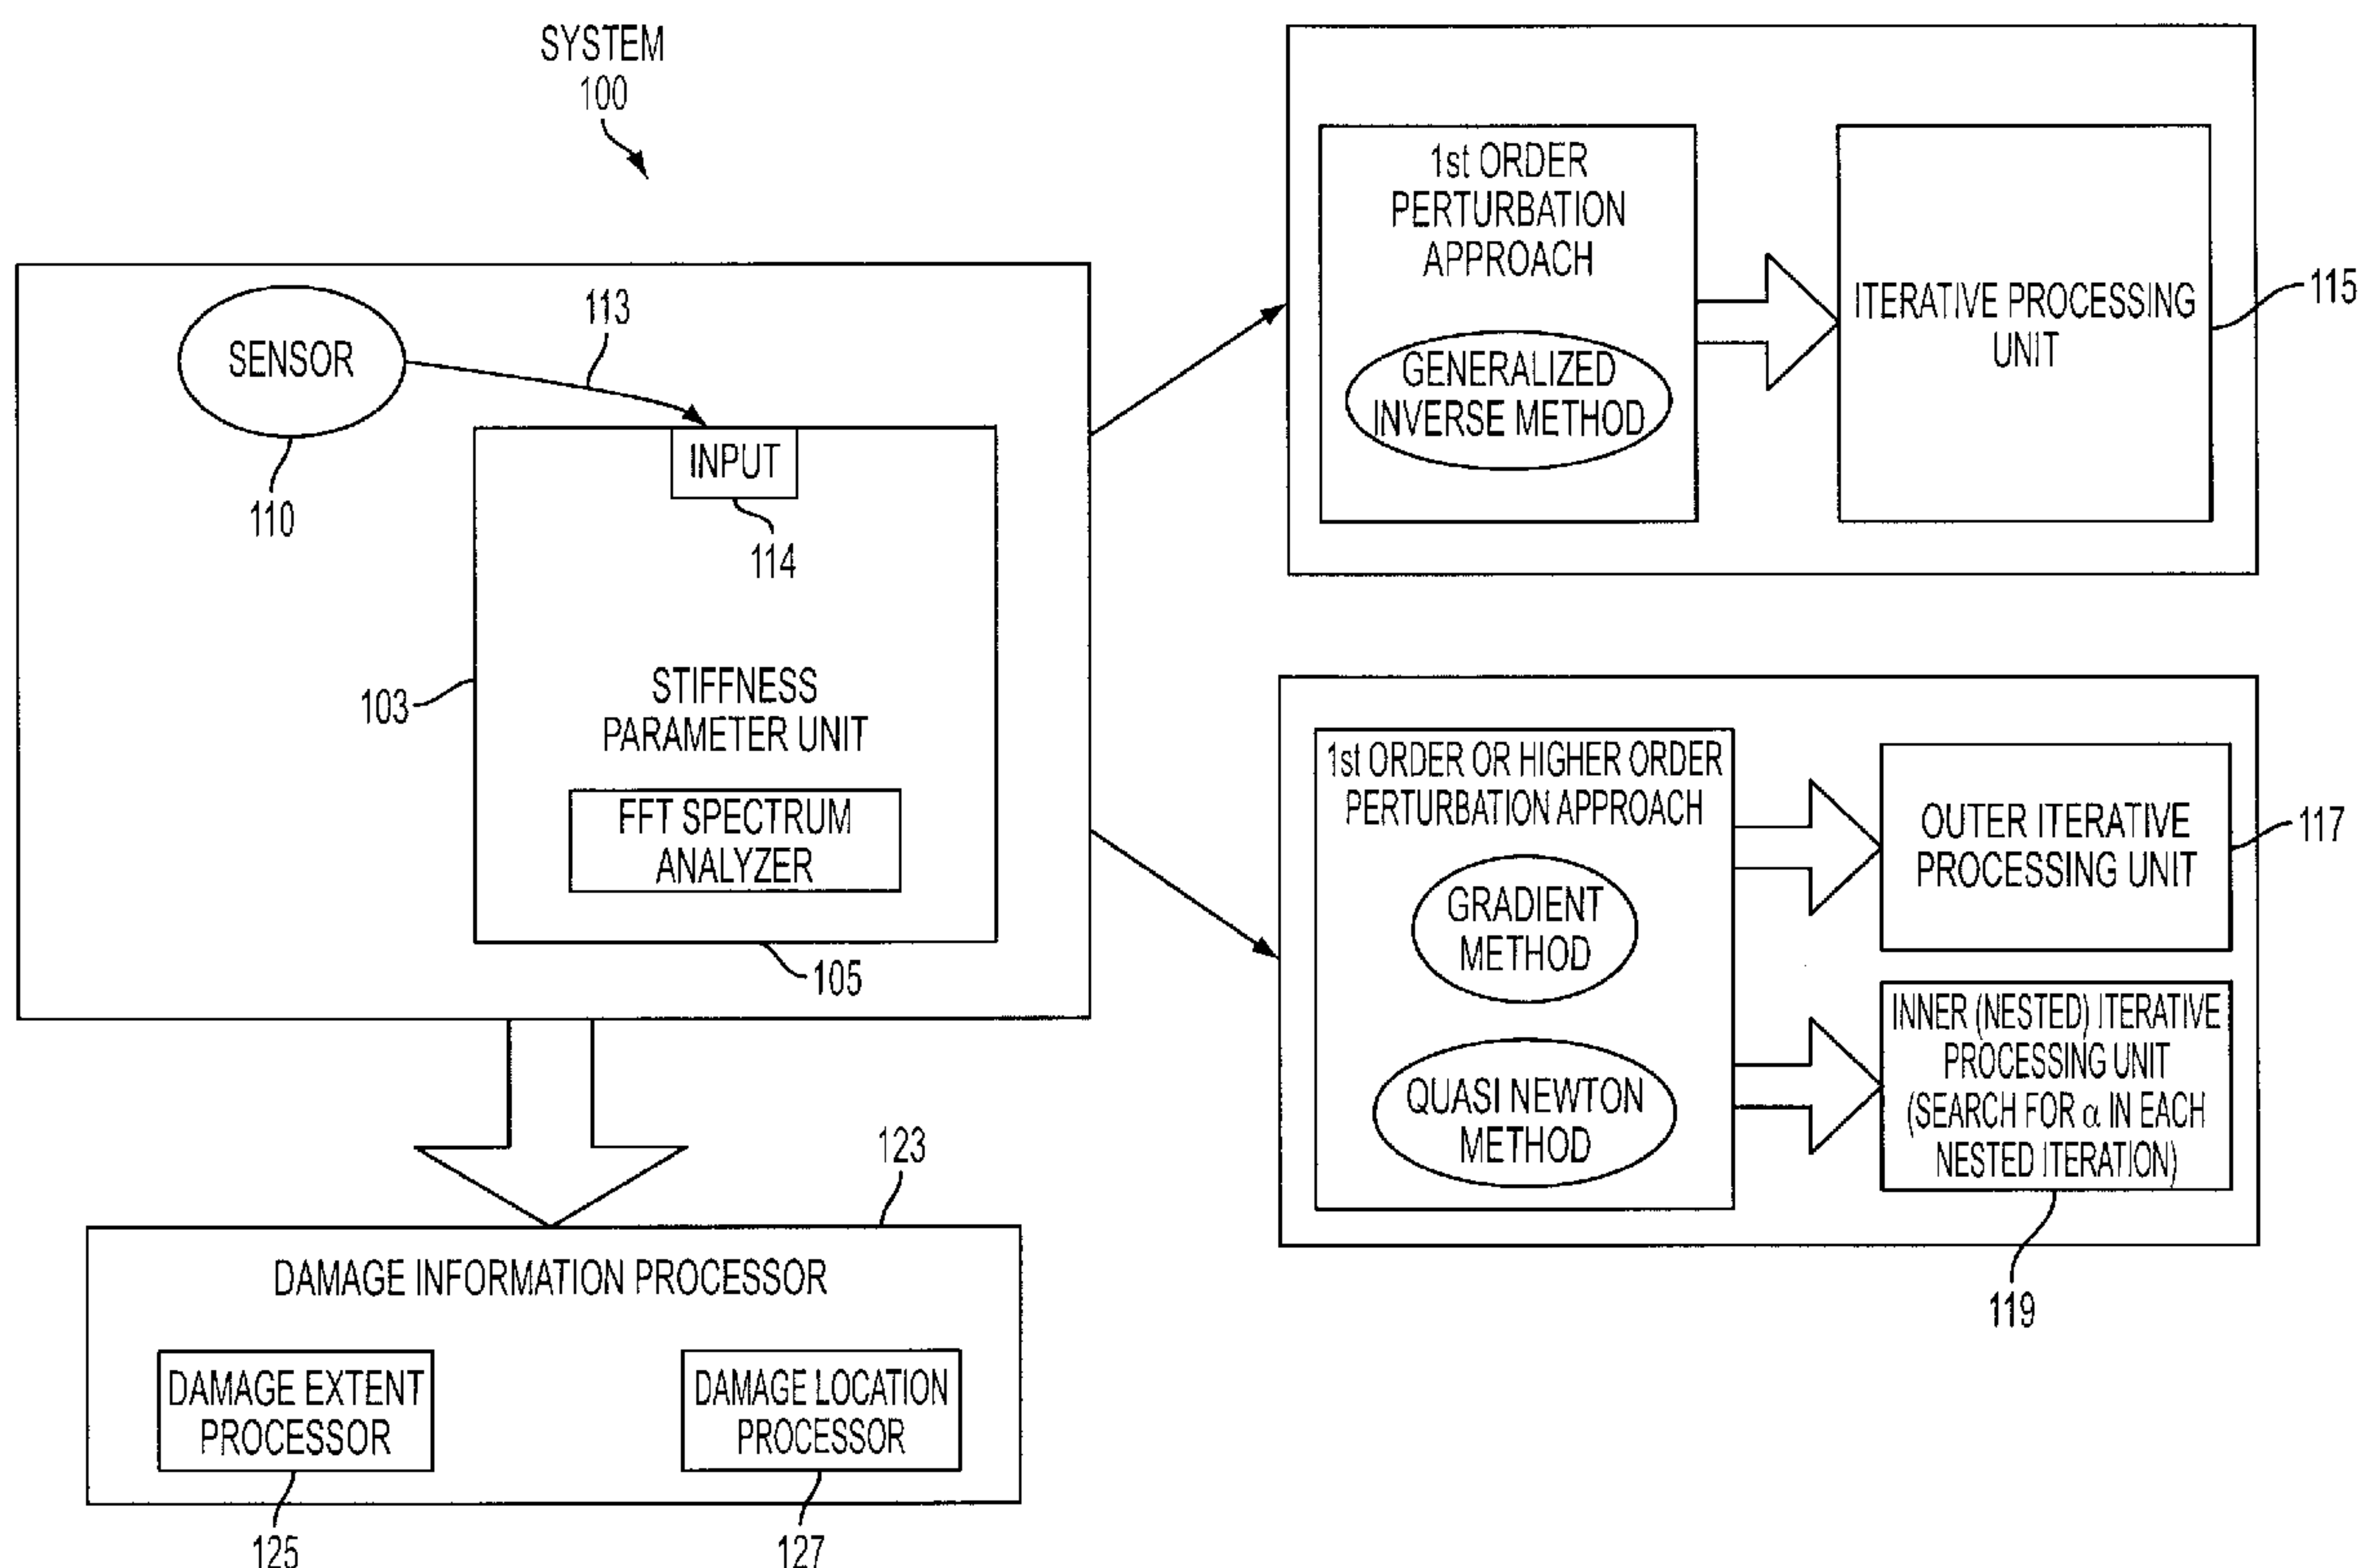 SYSTEM
100
SENSOR
110
113
INPUT
114
103
STIFFNESS
PARAMETER UNIT
FFT SPECTRUM
ANALYZER
105
1st ORDER
PERTURBATION
APPROACH
GENERALIZED
INVERSE METHOD
ITERATIVE PROCESSING
UNIT
115
1st ORDER OR HIGHER ORDER
PERTURBATION APPROACH
GRADIENT
METHOD
QUASI NEWTON
METHOD
OUTER ITERATIVE
PROCESSING UNIT
117
INNER (NESTED) ITERATIVE
PROCESSING UNIT
(SEARCH FOR α IN EACH
NESTED ITERATION)
119
123
DAMAGE INFORMATION PROCESSOR
DAMAGE EXTENT
PROCESSOR
125
DAMAGE LOCATION
PROCESSOR
127